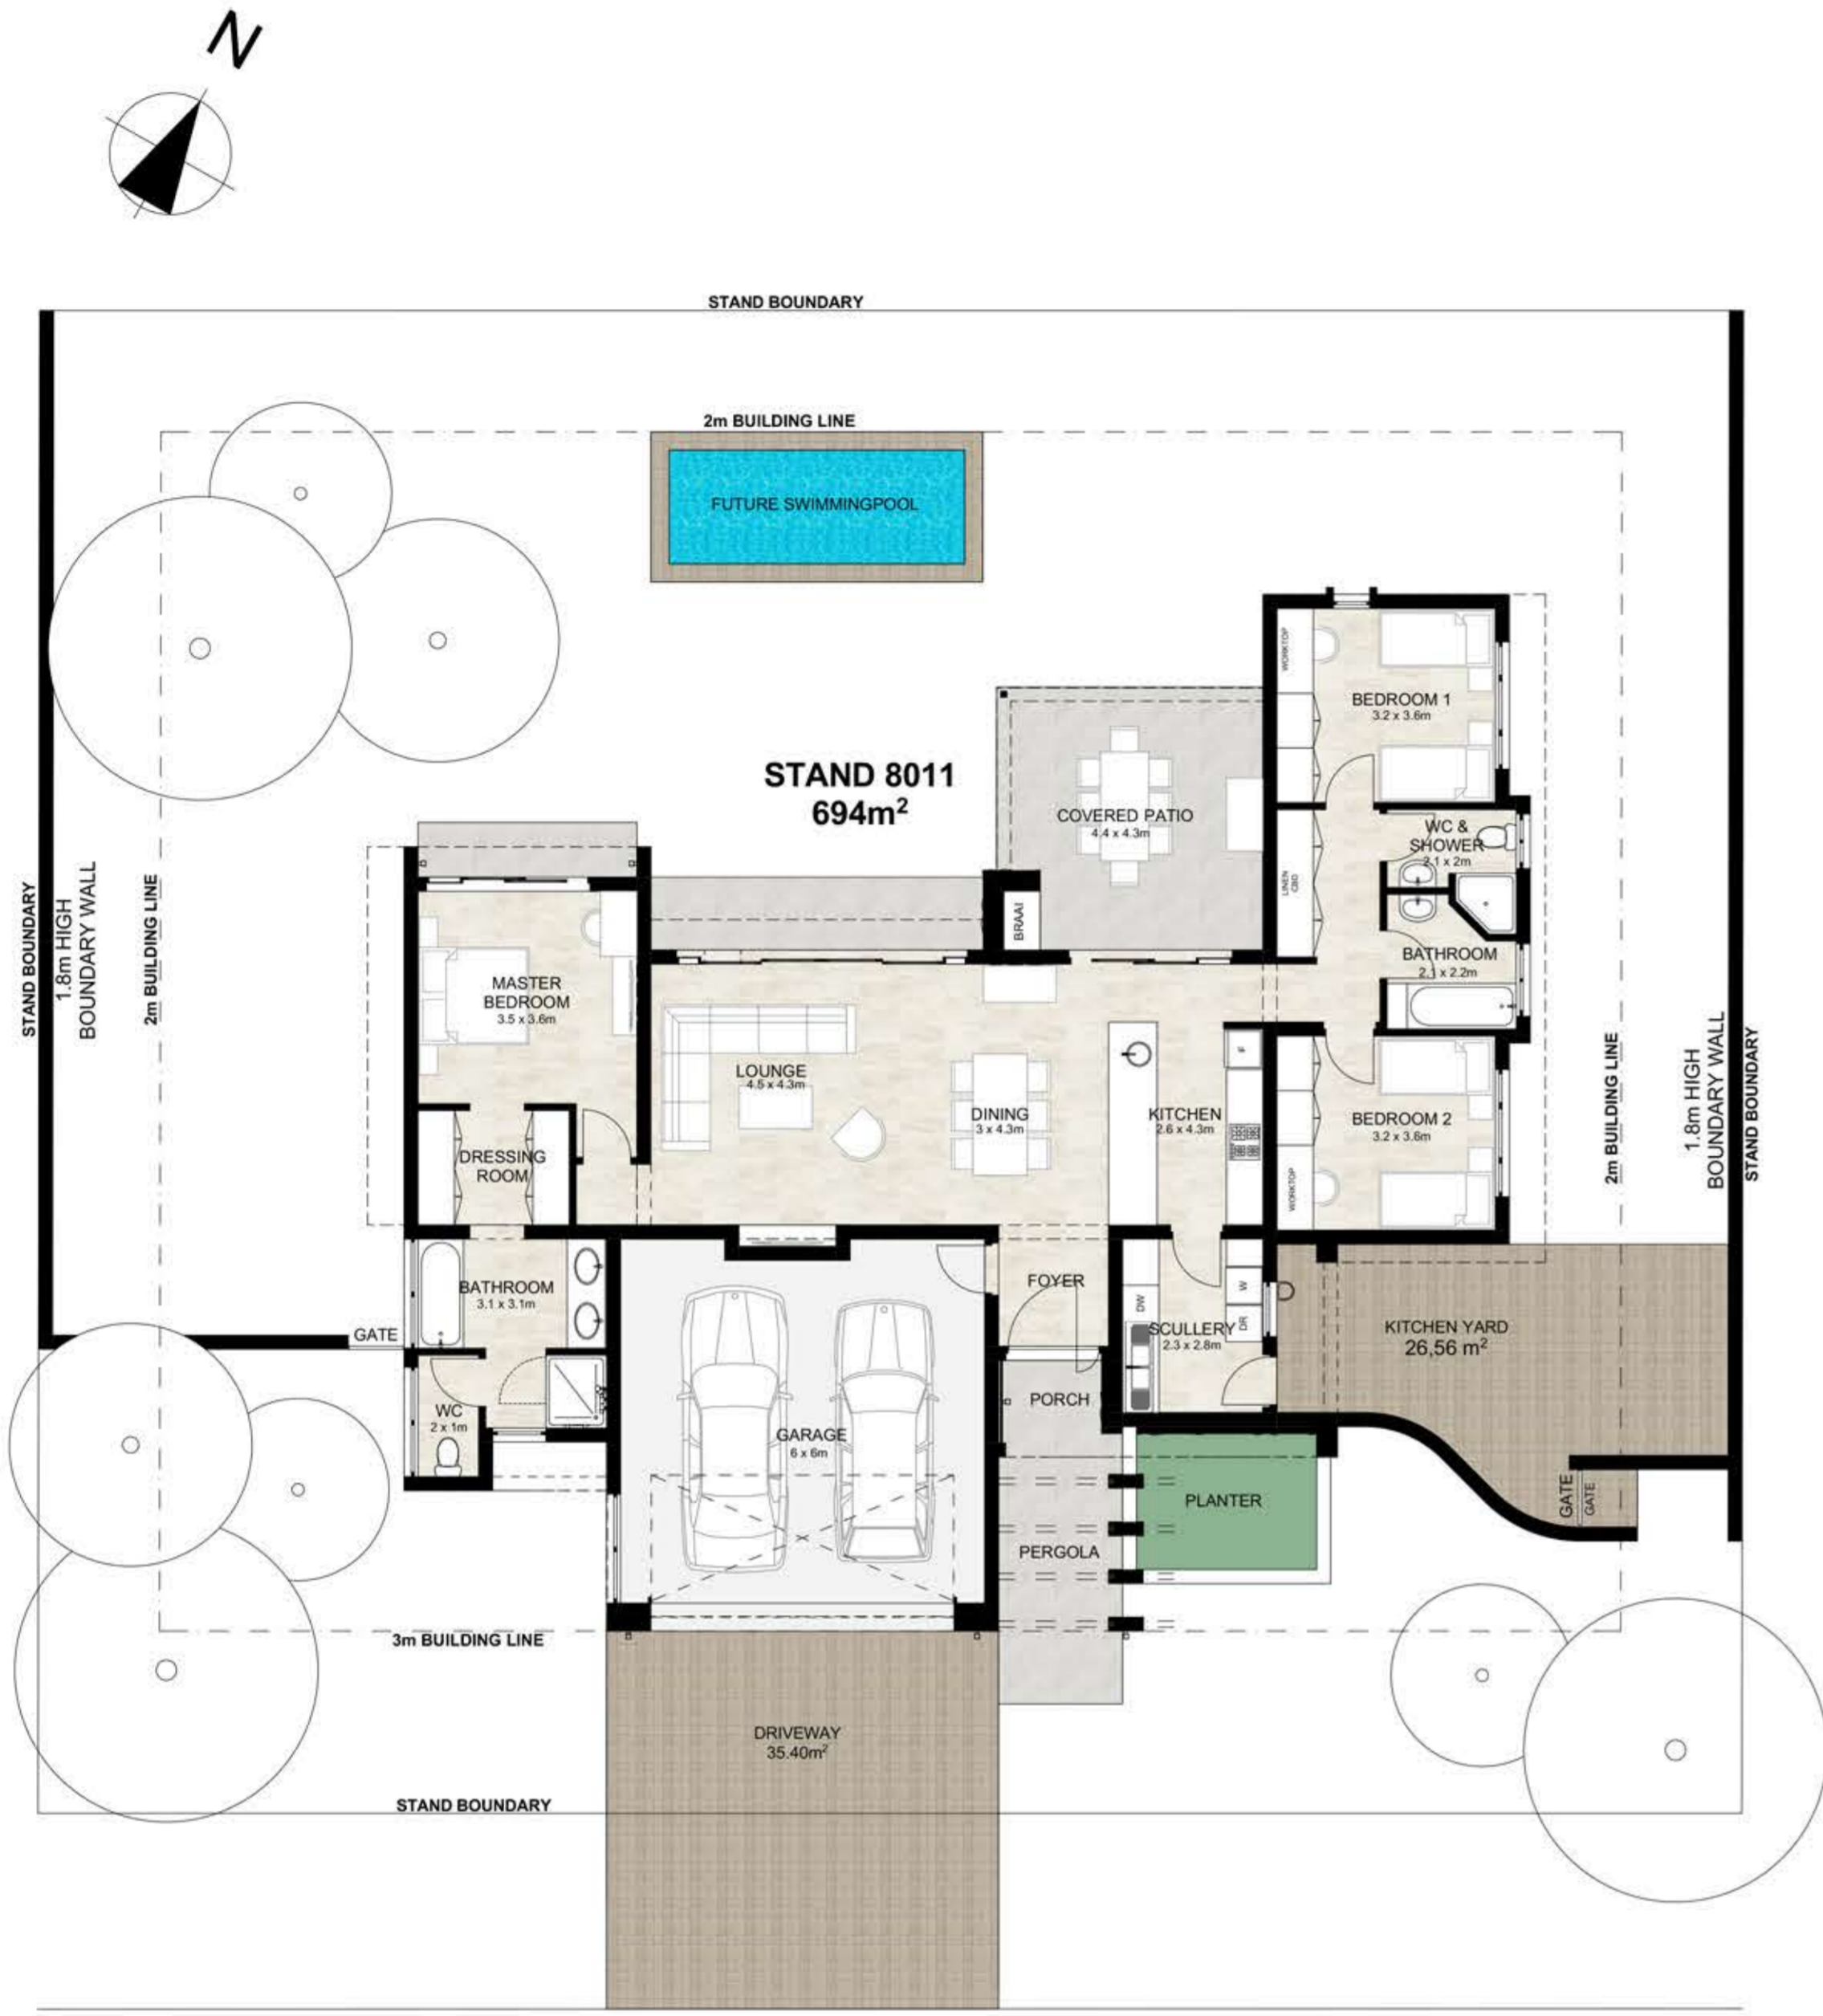 N
STAND BOUNDARY
2m BUILDING LINE
FUTURE SWIMMINGPOOL
STAND 8011
694m²
WORKTOP
BEDROOM 1
3.2 x 3.6m
COVERED PATIO
4.4 x 4.3m
WC &
SHOWER
2.1 x 2m
LINEN
CBD
BRAAI
BATHROOM
2.1 x 2.2m
STAND BOUNDARY
1.8m HIGH
BOUNDARY WALL
2m BUILDING LINE
MASTER
BEDROOM
3.5 x 3.6m
LOUNGE
4.5 x 4.3m
DINING
3 x 4.3m
KITCHEN
2.6 x 4.3m
F
BEDROOM 2
3.2 x 3.6m
WORKTOP
2m BUILDING LINE
1.8m HIGH
BOUNDARY WALL
STAND BOUNDARY
DRESSING
ROOM
BATHROOM
3.1 x 3.1m
GATE
FOYER
DW
W
DR
SCULLERY
2.3 x 2.8m
KITCHEN YARD
26,56 m²
WC
2 x 1m
GARAGE
6 x 6m
PORCH
PERGOLA
PLANTER
GATE
GATE
3m BUILDING LINE
DRIVEWAY
35.40m²
STAND BOUNDARY